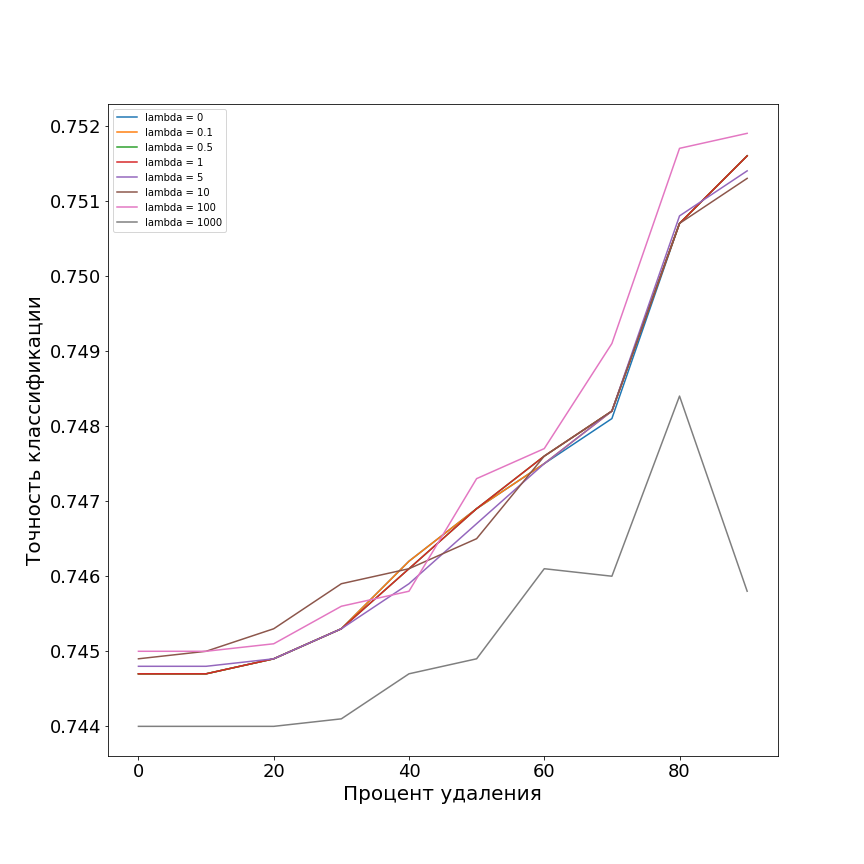 lambda = 0
lambda = 0.1
lambda = 0.5
lambda = 1
lambda = 5
lambda = 10
lambda = 100
lambda = 1000
0.752
0.751
0.750
0.749
0.748
0.747
0.746
0.745
0.744
Точность классификации
0 20 40 60 80
Процент удаления